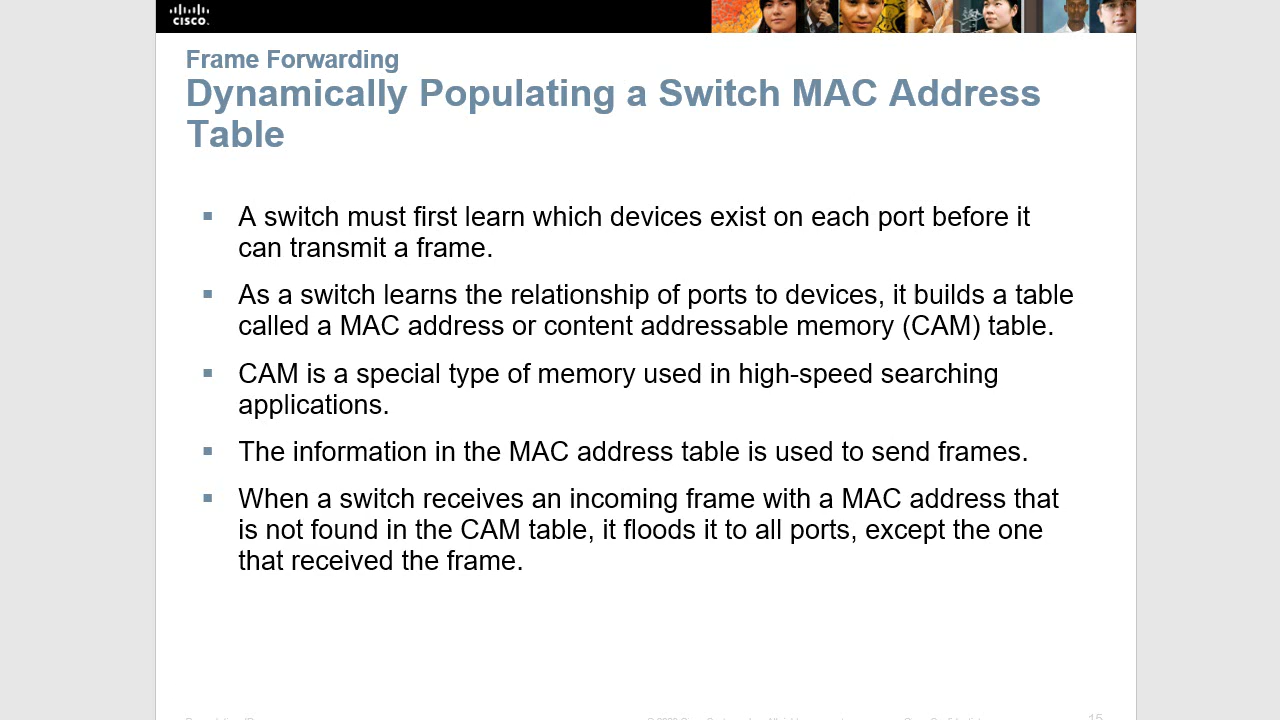 CISCO.
Frame Forwarding
Dynamically Populating a Switch MAC Address
Table
▪ A switch must first learn which devices exist on each port before it
can transmit a frame.
▪ As a switch learns the relationship of ports to devices, it builds a table
called a MAC address or content addressable memory (CAM) table.
▪ CAM is a special type of memory used in high-speed searching
applications.
▪ The information in the MAC address table is used to send frames.
▪ When a switch receives an incoming frame with a MAC address that
is not found in the CAM table, it floods it to all ports, except the one
that received the frame.
15